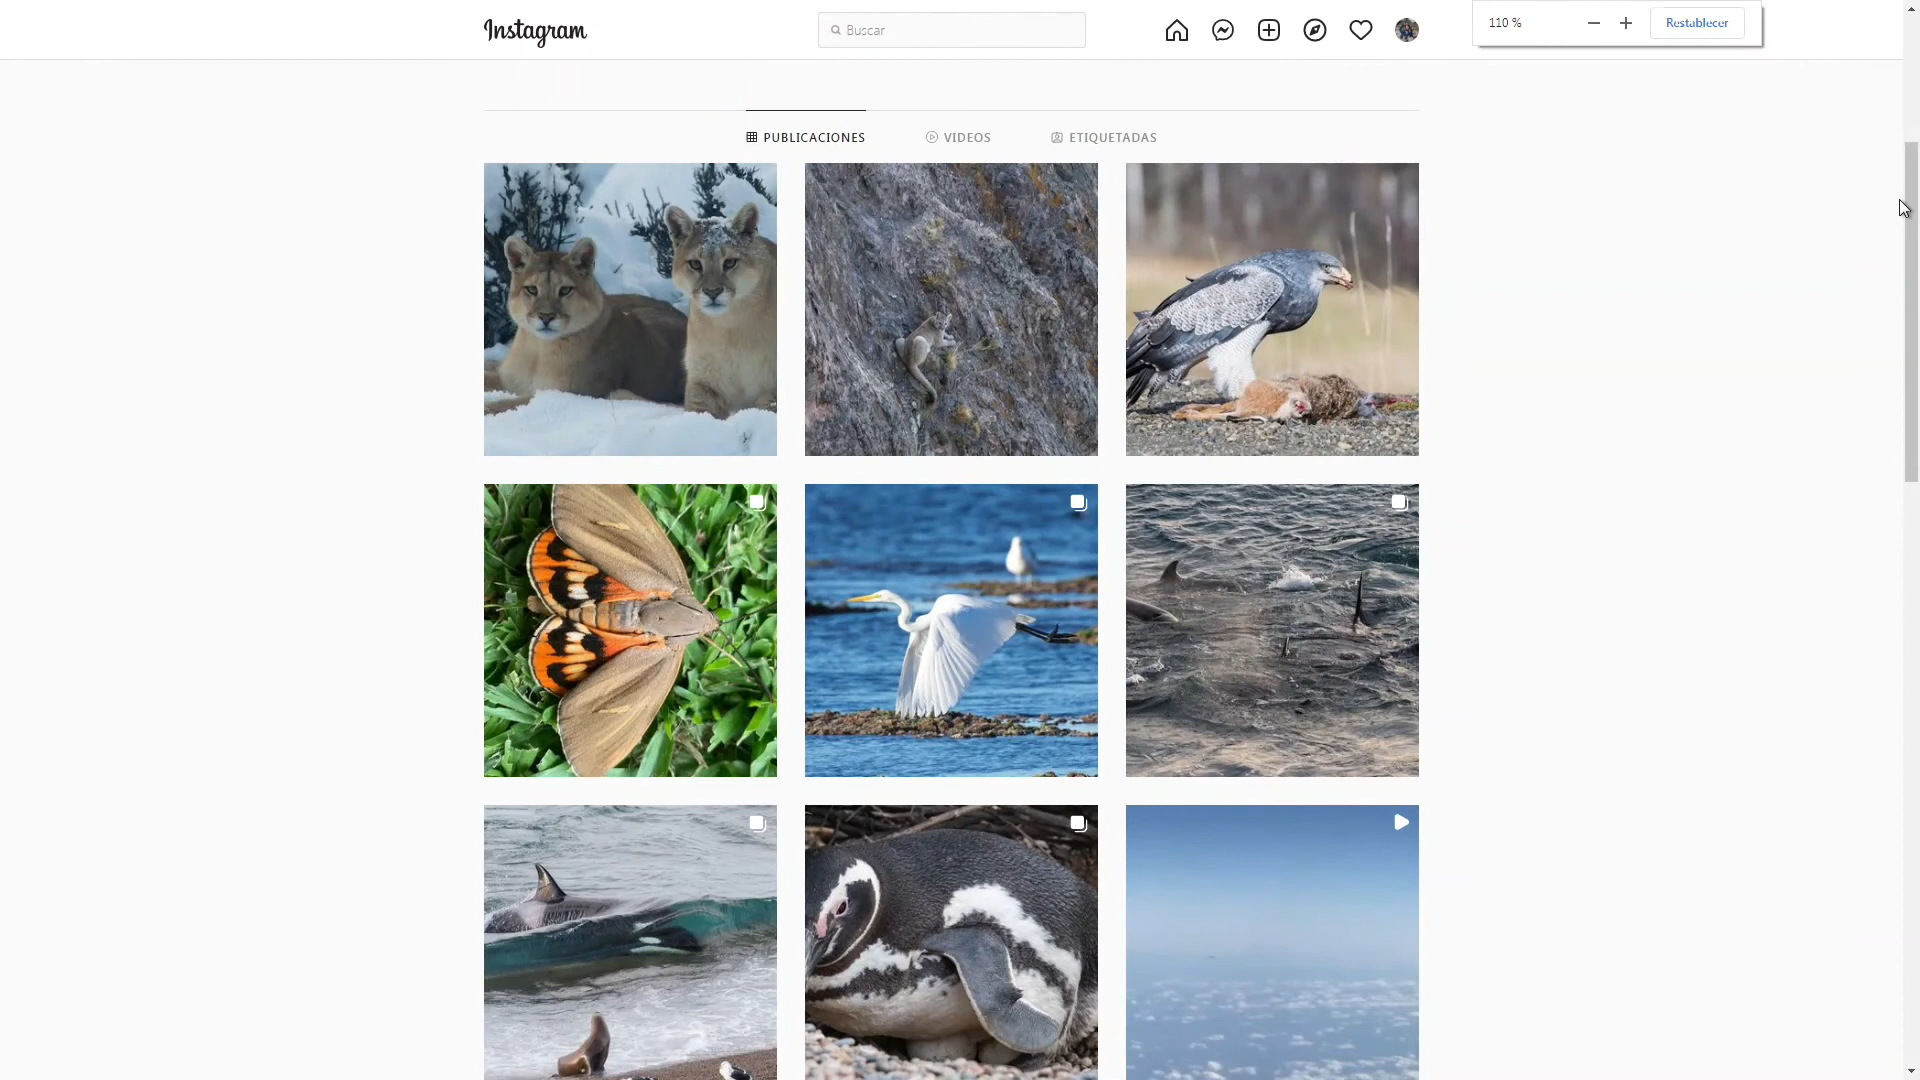 Instagram
Buscar
110 %
Restablecer
PUBLICACIONES
VIDEOS
ETIQUETADAS